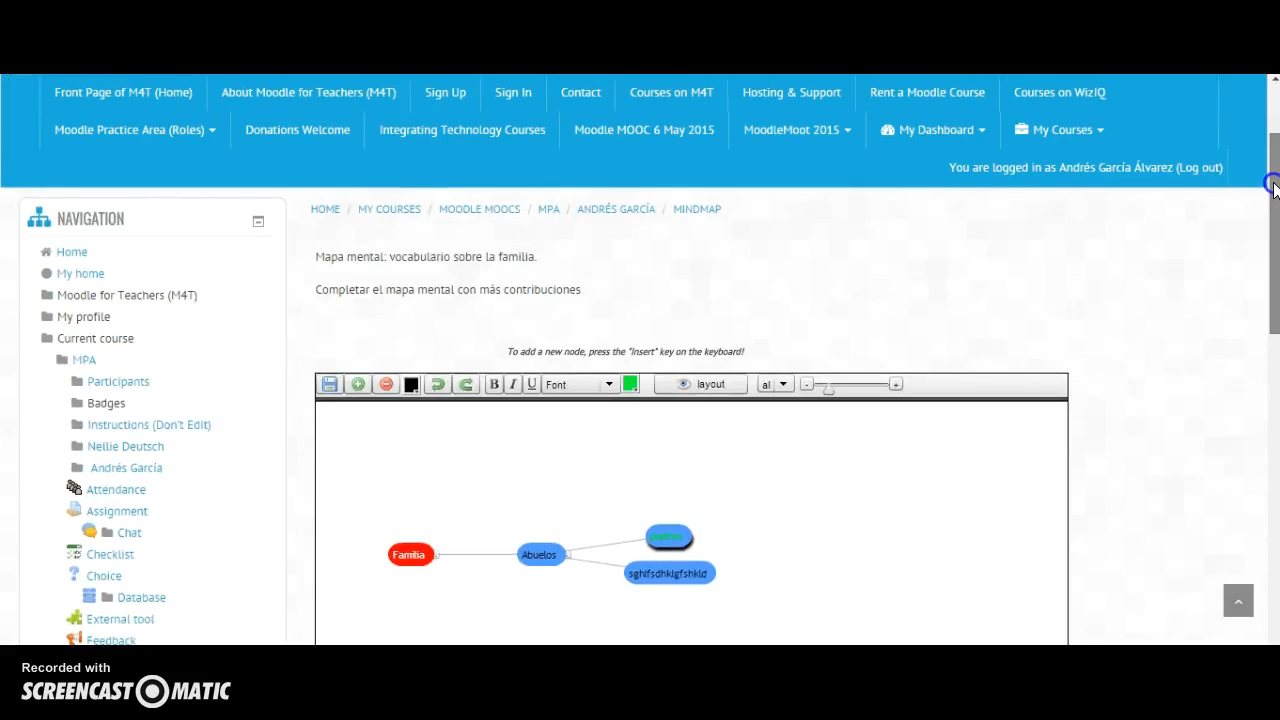 Front Page of M4T (Home) About Moodle for Teachers (M4T) Sign Up Sign In Contact Courses on M4T Hosting & Support Rent a Moodle Course Courses on WizIQ
Moodle Practice Area (Roles) Donations Welcome Integrating Technology Courses Moodle MOOC 6 May 2015 MoodleMoot 2015 My Dashboard My Courses
You are logged in as Andrés García Álvarez (Log out)
NAVIGATION
Home
My home
Moodle for Teachers (M4T)
My profile
Current course
MPA
Participants
Badges
Instructions (Don't Edit)
Nellie Deutsch
Andrés García
Attendance
Assignment
Chat
Checklist
Choice
Database
External tool
Feedback
HOME / MY COURSES / MOODLE MOOCS / MPA / ANDRÉS GARCÍA / MINDMAP
Mapa mental: vocabulario sobre la familia.
Completar el mapa mental con más contribuciones
To add a new node, press the "Insert" key on the keyboard!
B I U Font layout al - +
padres
Familia Abuelos
sghlfsdhklgfshkld
Recorded with
SCREENCAST O MATIC